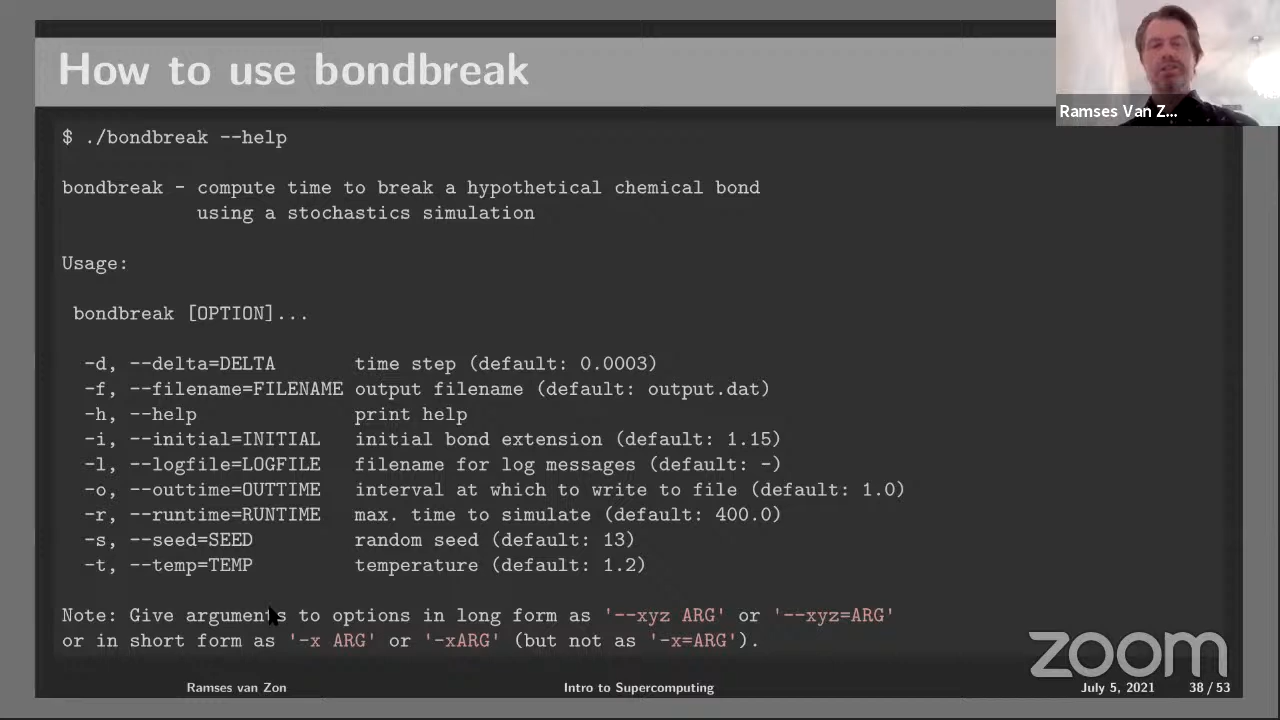 How to use bondbreak
Ramses Van Z...
$ ./bondbreak --help
bondbreak - compute time to break a hypothetical chemical bond
using a stochastics simulation
Usage:
bondbreak [OPTION]...
-d, --delta=DELTA time step (default: 0.0003)
-f, --filename=FILENAME output filename (default: output.dat)
-h, --help print help
-i, --initial=INITIAL initial bond extension (default: 1.15)
-l, --logfile=LOGFILE filename for log messages (default: -)
-o, --outtime=OUTTIME interval at which to write to file (default: 1.0)
-r, --runtime=RUNTIME max. time to simulate (default: 400.0)
-s, --seed=SEED random seed (default: 13)
-t, --temp=TEMP temperature (default: 1.2)
Note: Give arguments to options in long form as '--xyz ARG' or '--xyz=ARG'
or in short form as '-x ARG' or '-xARG' (but not as '-x=ARG').
zoom
Ramses van Zon Intro to Supercomputing July 5, 2021 38 / 53